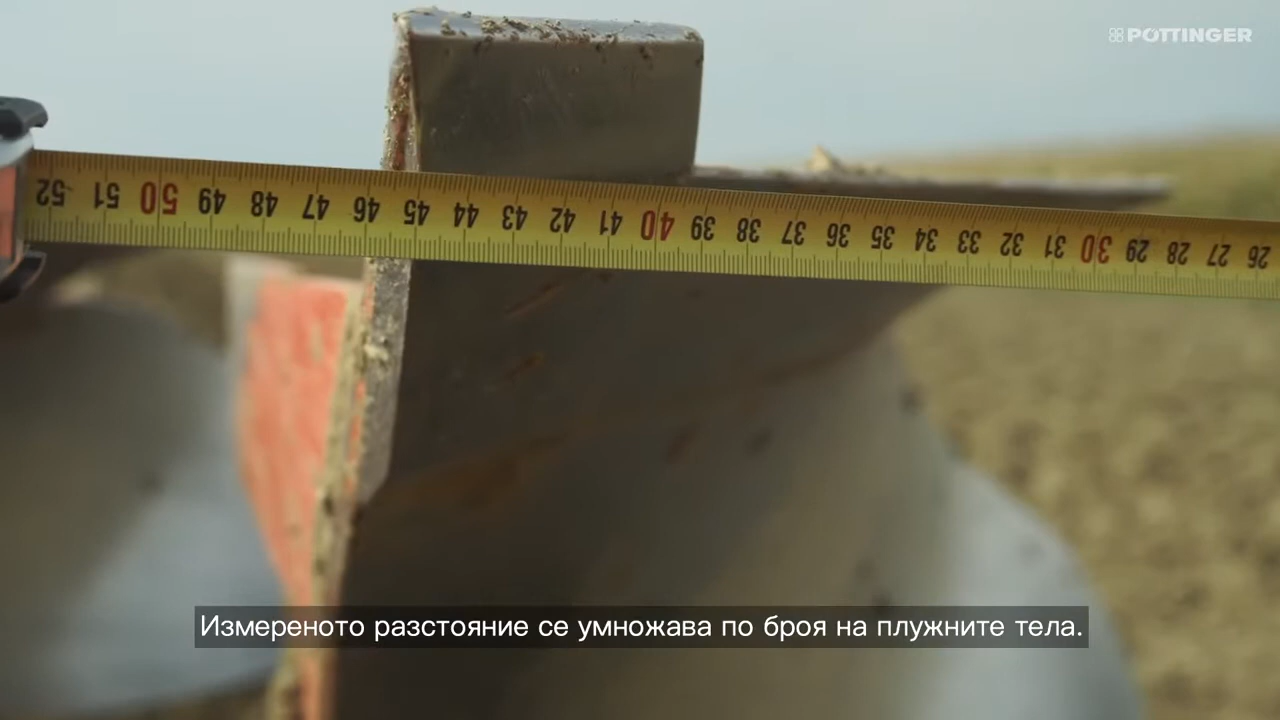 PÖTTINGER
52 51 50 49 48 47 46 45 44 43 42 41 40 39 38 37 36 35 34 33 32 31 30 29 28 27 26
Измереното разстояние се умножава по броя на плужните тела.